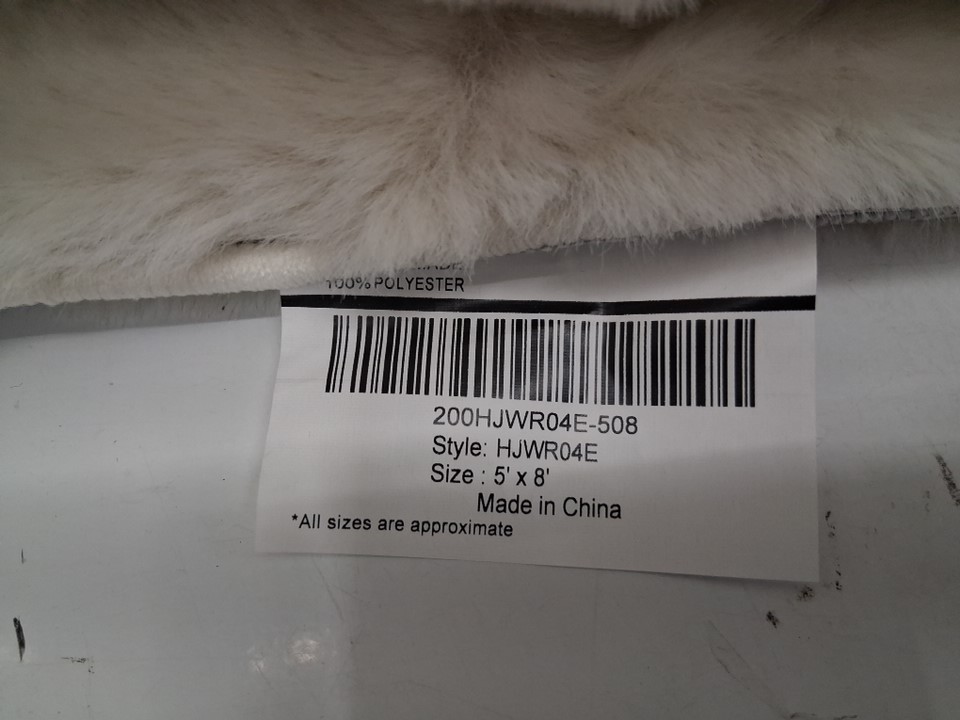 100% POLYESTER
200HJWR04E-508
Style: HJWR04E
Size : 5' x 8'
Made in China
*All sizes are approximate